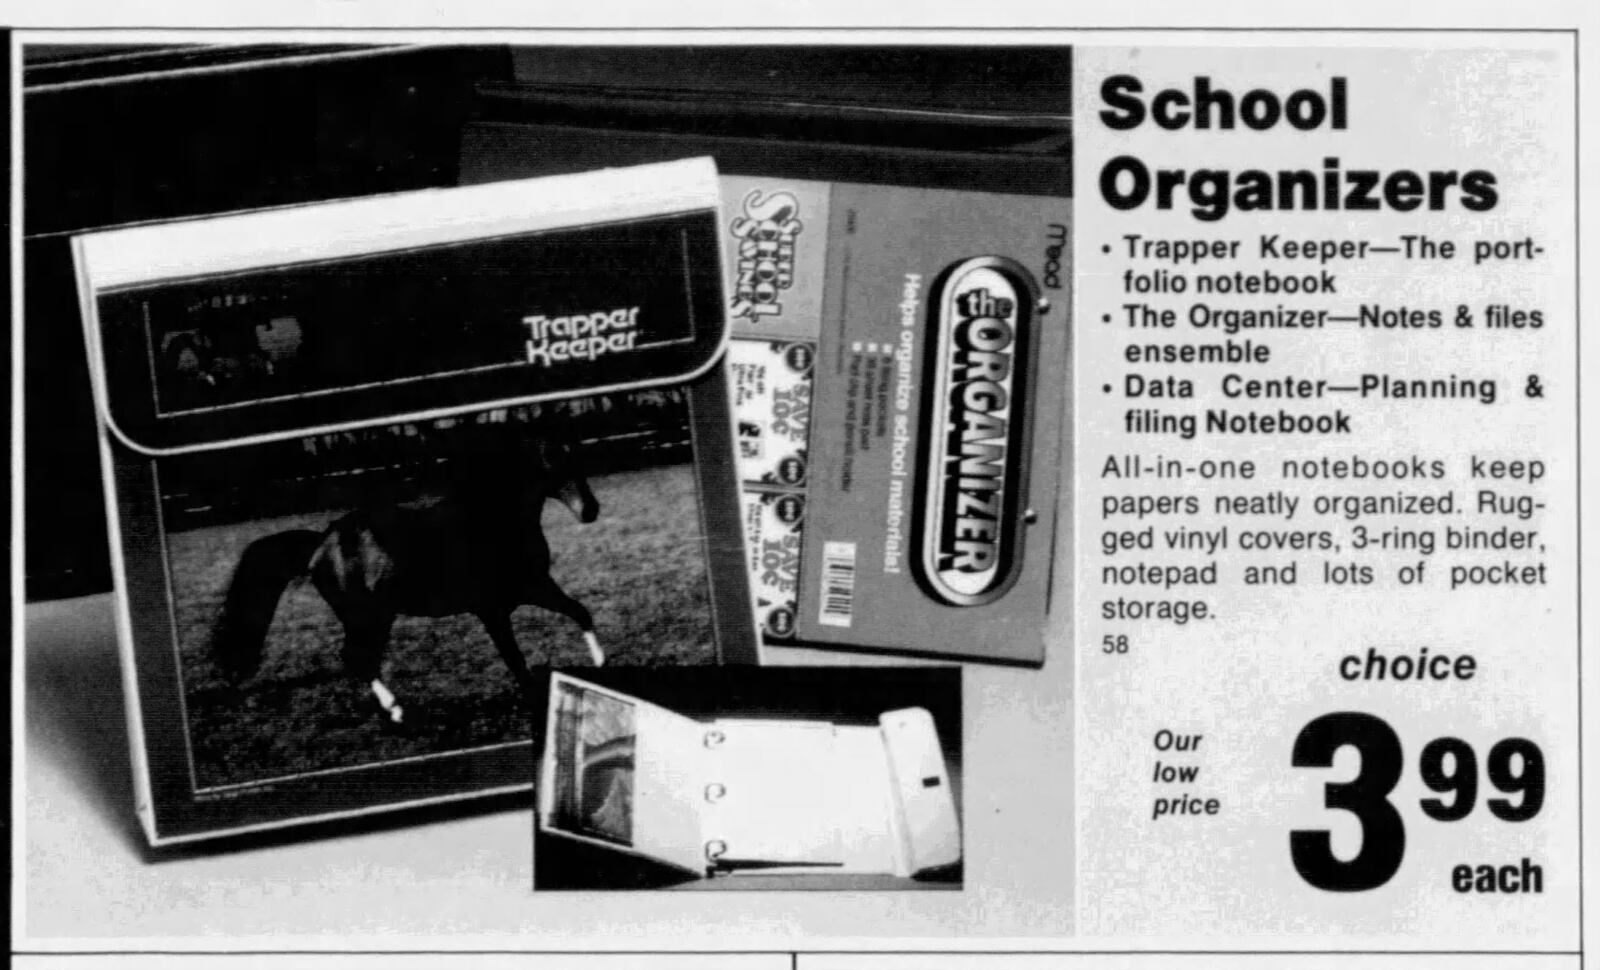 School
Organizers
• Trapper Keeper—The port-
folio notebook
• The Organizer—Notes & files
ensemble
• Data Center—Planning &
filing Notebook
All-in-one notebooks keep
papers neatly organized. Rug-
ged vinyl covers, 3-ring binder,
notepad and lots of pocket
storage.
58
choice
Our
low
price
3 99
each
Trapper
Keeper
Mead
the
ORGANIZER
Helps organize school materials!
SUPER
SCHOOL
SAVINGS
SAVE
10¢
SAVE
10¢